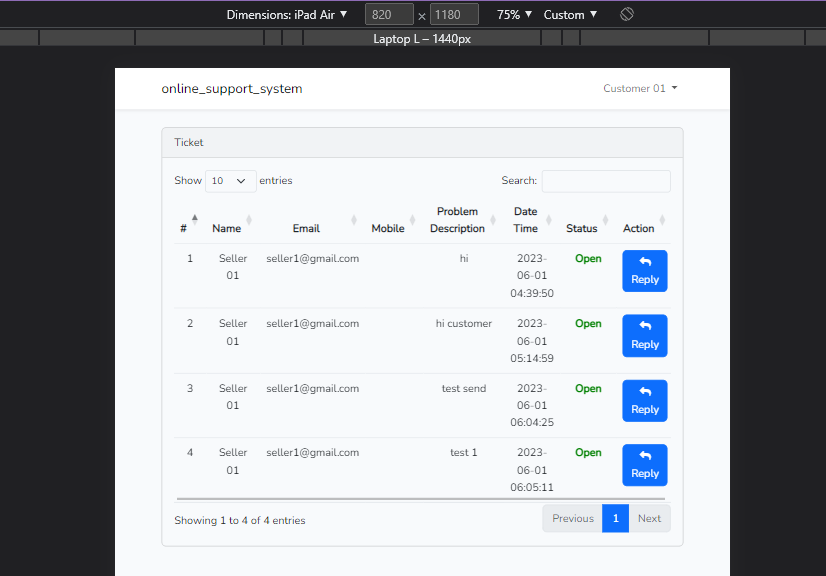 Dimensions: iPad Air ▼ 820 × 1180 75% ▼ Custom ▼
Laptop L – 1440px
online_support_system Customer 01
Ticket
Show 10 entries Search:
# Name Email Mobile Problem Description Date Time Status Action
1 Seller 01 seller1@gmail.com hi 2023-06-01 04:39:50 Open Reply
2 Seller 01 seller1@gmail.com hi customer 2023-06-01 05:14:59 Open Reply
3 Seller 01 seller1@gmail.com test send 2023-06-01 06:04:25 Open Reply
4 Seller 01 seller1@gmail.com test 1 2023-06-01 06:05:11 Open Reply
Showing 1 to 4 of 4 entries Previous 1 Next